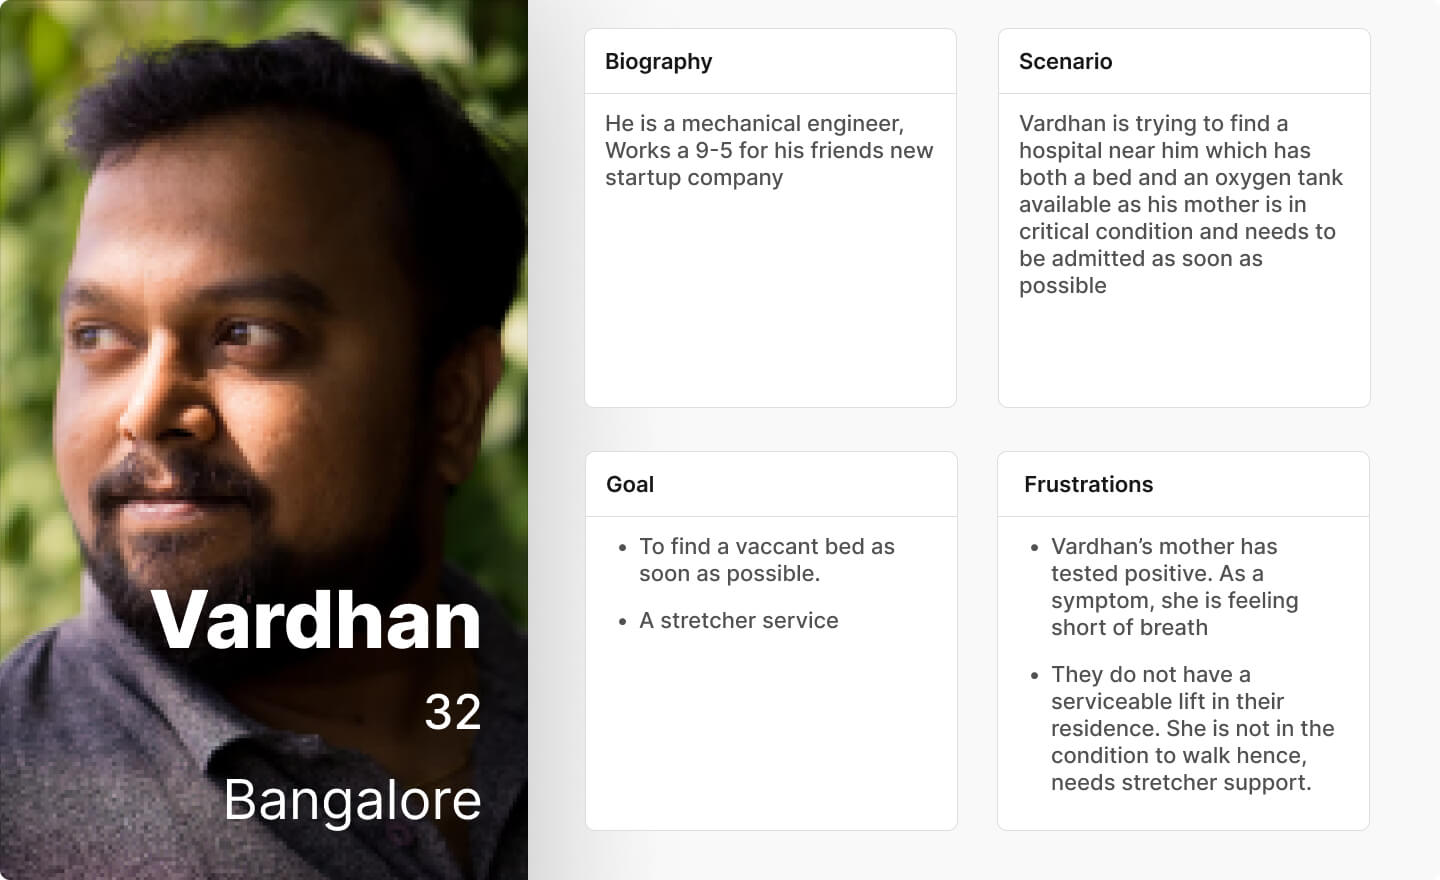 Vardhan
32
Bangalore
Biography
He is a mechanical engineer,
Works a 9-5 for his friends new
startup company
Scenario
Vardhan is trying to find a
hospital near him which has
both a bed and an oxygen tank
available as his mother is in
critical condition and needs to
be admitted as soon as
possible
Goal
• To find a vaccant bed as
soon as possible.
• A stretcher service
Frustrations
• Vardhan’s mother has
tested positive. As a
symptom, she is feeling
short of breath
• They do not have a
serviceable lift in their
residence. She is not in the
condition to walk hence,
needs stretcher support.